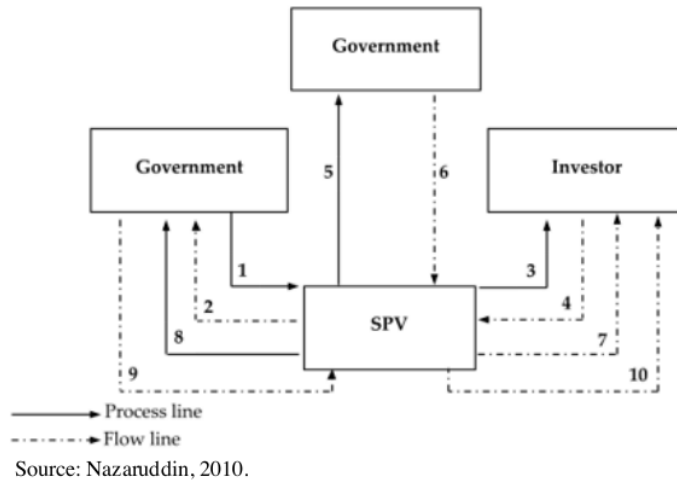 Government
Government
Investor
5
6
1
3
2
SPV
4
8
7
9
10
Process line
Flow line
Source: Nazaruddin, 2010.